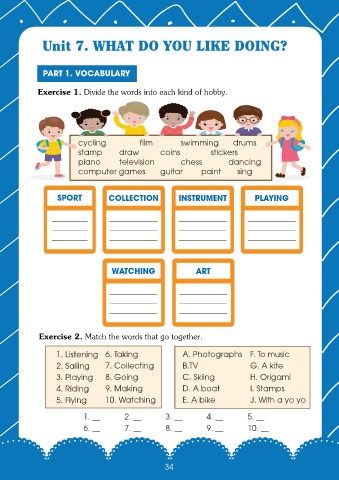 Unit 7. WHAT DO YOU LIKE DOING?
PART 1. VOCABULARY
Exercise 1. Divide the words into each kind of hobby.
cycling film swimming drums
stamp draw coins stickers
piano television chess dancing
computer games guitar paint sing
SPORT COLLECTION INSTRUMENT PLAYING
WATCHING ART
Exercise 2. Match the words that go together.
1. Listening 6. Taking A. Photographs F. To music
2. Sailing 7. Collecting B.TV G. A kite
3. Playing 8. Going C. Skiing H. Origami
4. Riding 9. Making D. A boat I. Stamps
5. Flying 10. Watching E. A bike J. With a yo yo
1. __ 2. __ 3. __ 4. __ 5. __
6. __ 7. __ 8. __ 9. __ 10. __
34